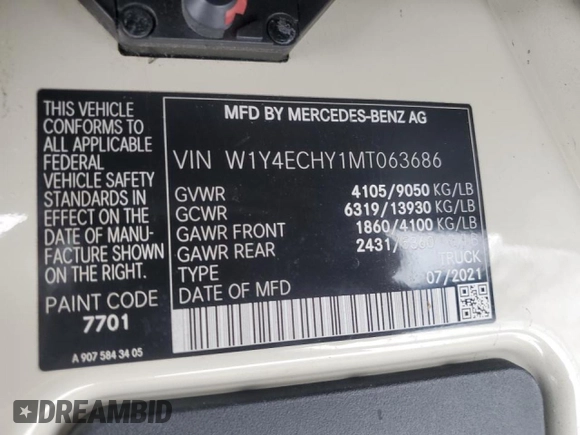 THIS VEHICLE
CONFORMS TO
ALL APPLICABLE
FEDERAL
MOTOR
VEHICLE SAFETY
STANDARDS IN
EFFECT ON THE
DATE OF MANU-
FACTURE SHOWN
ON THE RIGHT.
PAINT CODE
7701
A 907 584 34 05
MFD BY MERCEDES-BENZ AG
VIN W1Y4ECHY1MT063686
GVWR 4105/9050 KG/LB
GCWR 6319/13930 KG/LB
GAWR FRONT 1860/4100 KG/LB
GAWR REAR 2431/
TYPE TRUCK
DATE OF MFD 07/2021
DREAMBID